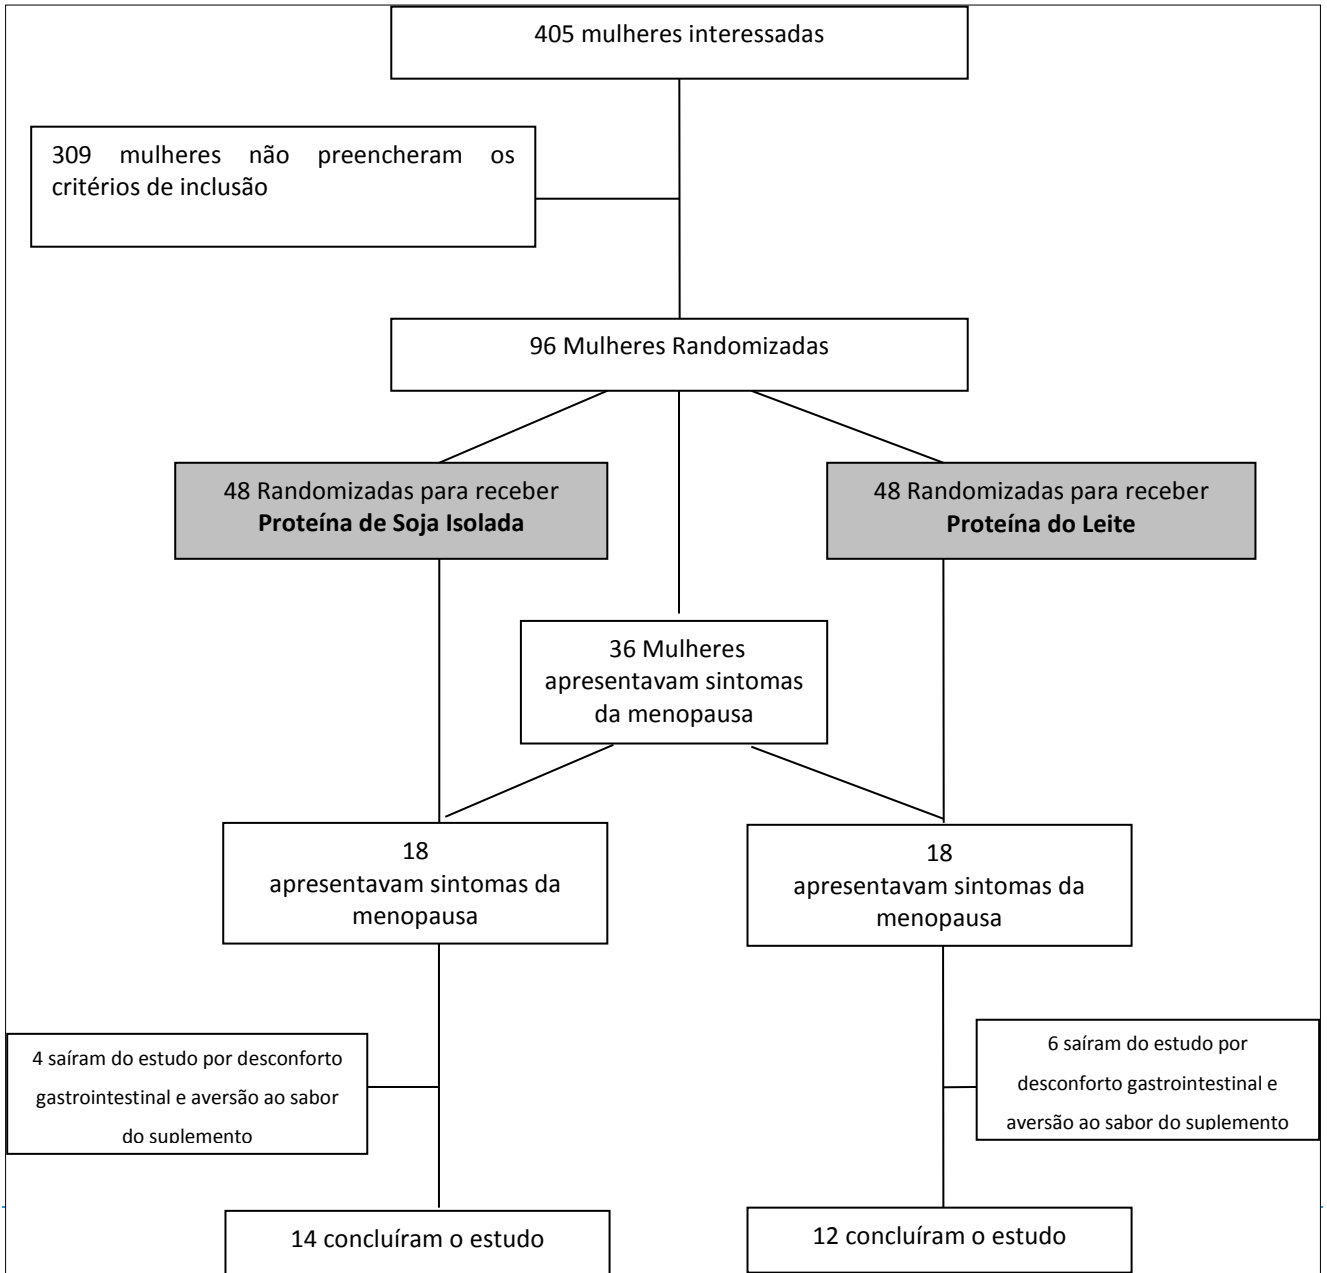 405 mulheres interessadas
309 mulheres não preencheram os
critérios de inclusão
96 Mulheres Randomizadas
48 Randomizadas para receber
Proteína de Soja Isolada
48 Randomizadas para receber
Proteína do Leite
36 Mulheres
apresentavam sintomas
da menopausa
18
apresentavam sintomas da
menopausa
18
apresentavam sintomas da
menopausa
4 saíram do estudo por desconforto
gastrointestinal e aversão ao sabor
do suplemento
6 saíram do estudo por
desconforto gastrointestinal e
aversão ao sabor do suplemento
14 concluíram o estudo
12 concluíram o estudo